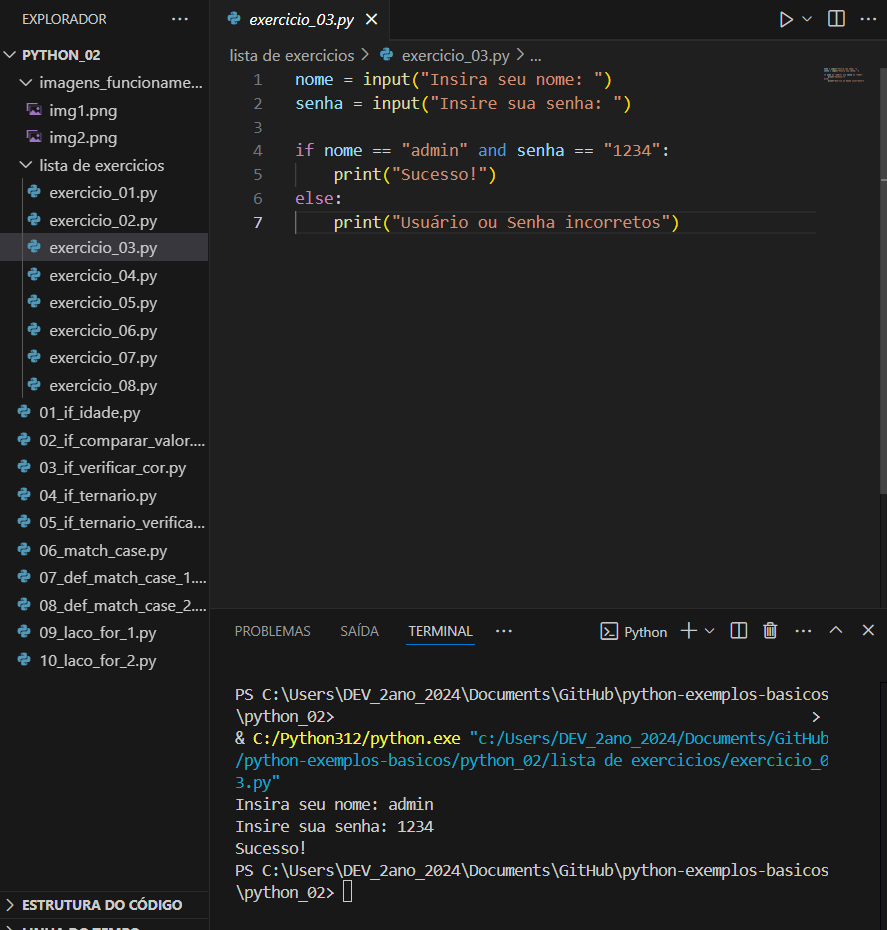 EXPLORADOR ...
PYTHON_02
imagens_funcioname...
img1.png
img2.png
lista de exercicios
exercicio_01.py
exercicio_02.py
exercicio_03.py
exercicio_04.py
exercicio_05.py
exercicio_06.py
exercicio_07.py
exercicio_08.py
01_if_idade.py
02_if_comparar_valor....
03_if_verificar_cor.py
04_if_ternario.py
05_if_ternario_verifica...
06_match_case.py
07_def_match_case_1....
08_def_match_case_2....
09_laco_for_1.py
10_laco_for_2.py
ESTRUTURA DO CÓDIGO
LINHA DO TEMPO
exercicio_03.py
lista de exercicios > exercicio_03.py > ...
1 nome = input("Insira seu nome: ")
2 senha = input("Insire sua senha: ")
3
4 if nome == "admin" and senha == "1234":
5 print("Sucesso!")
6 else:
7 print("Usuário ou Senha incorretos")
PROBLEMAS SAÍDA TERMINAL ... Python
PS C:\Users\DEV_2ano_2024\Documents\GitHub\python-exemplos-basicos
\python_02> >
& C:/Python312/python.exe "c:/Users/DEV_2ano_2024/Documents/GitHub
/python-exemplos-basicos/python_02/lista de exercicios/exercicio_0
3.py"
Insira seu nome: admin
Insire sua senha: 1234
Sucesso!
PS C:\Users\DEV_2ano_2024\Documents\GitHub\python-exemplos-basicos
\python_02>